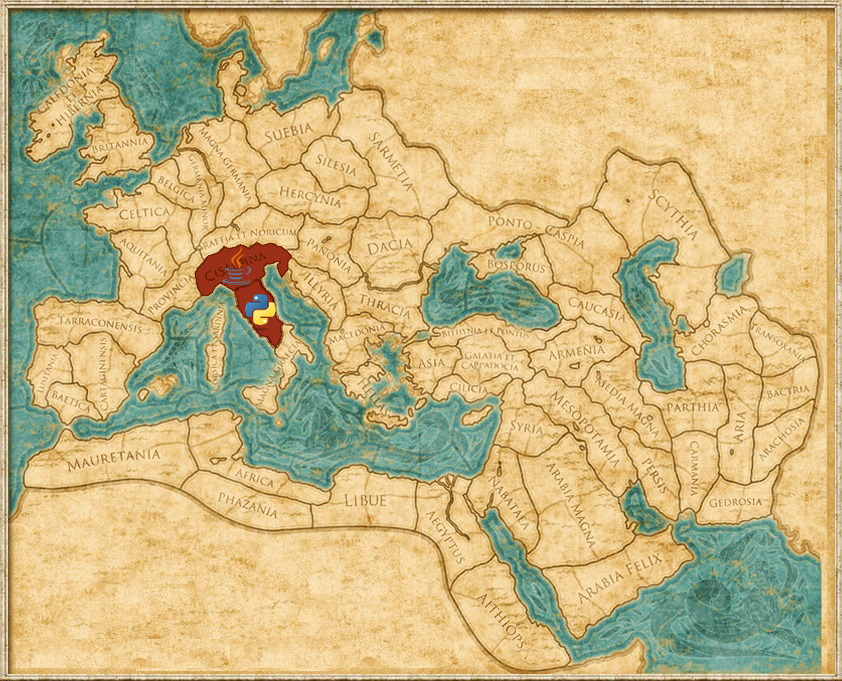 CALEDONIA
HIBERNIA
BRITANNIA
SUEBIA
SARMETIA
MAGNA GERMANIA
GERMANIA MINOR
SILESIA
HERCYNIA
BELGICA
CELTICA
AQUITANIA
PROVINCIA
RAETIA ET NORICUM
CISALPINA
PANONIA
ILLYRIA
DACIA
THRACIA
MACEDONIA
PONTO - CASPIA
SCYTHIA
BOSPORUS
CAUCASIA
CHORASMIA
TRANSOXANIA
TARRACONENSIS
LUSITANIA
BAETICA
CARTHAGINENSIS
BITHYNIA ET PONTUS
ASIA
GALATIA ET
CAPPADOCIA
CILICIA
ARMENIA
MEDIA MAGNA
MESOPOTAMIA
SYRIA
PARTHIA
ARIA
BACTRIA
ARACHOSIA
PERSIS
CARMANIA
GEDROSIA
MAURETANIA
AFRICA
PHAZANIA
LIBUE
AEGYPTUS
NABATAEA
ARABIA MAGNA
ARABIA FELIX
AITHIOPS